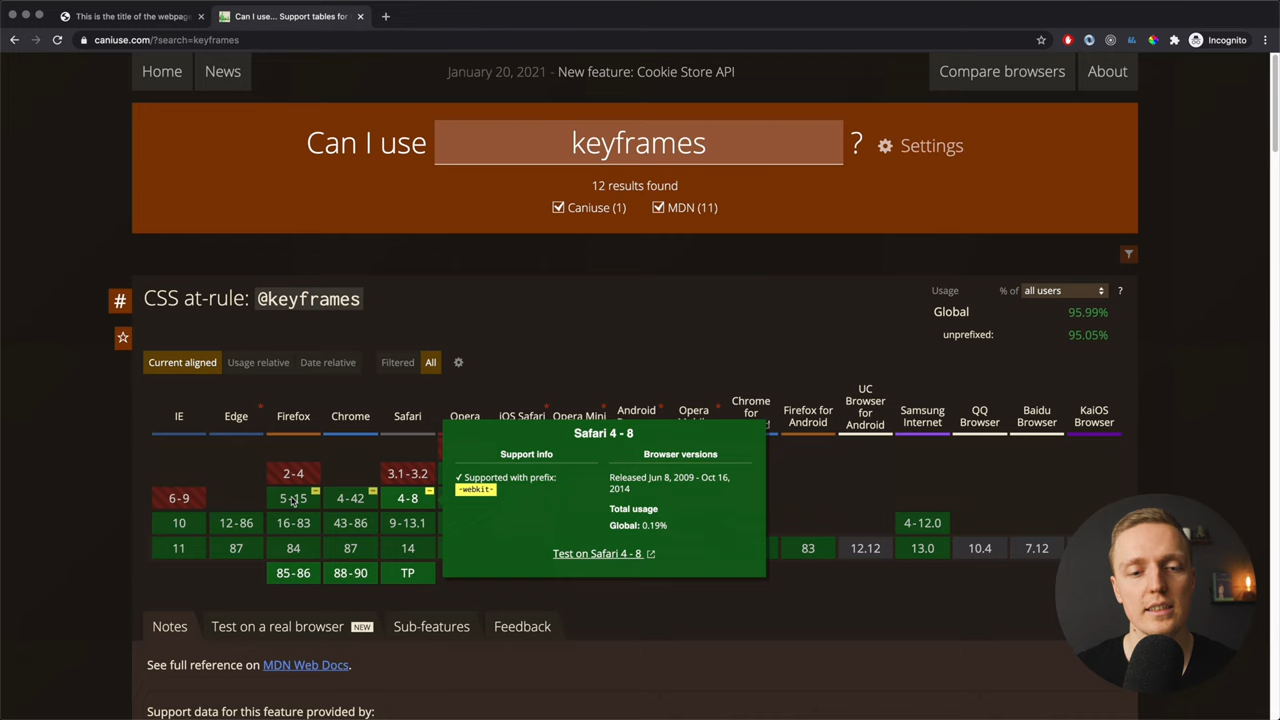 This is the title of the webpage
Can I use... Support tables for
caniuse.com/?search=keyframes
Incognito
Home
News
January 20, 2021 - New feature: Cookie Store API
Compare browsers
About
Can I use keyframes ? Settings
12 results found
Caniuse (1)
MDN (11)
# CSS at-rule: @keyframes
Usage
% of all users ?
Global 95.99%
unprefixed: 95.05%
Current aligned
Usage relative
Date relative
Filtered
All
IE
Edge *
Firefox
Chrome
Safari
Opera
iOS Safari *
Opera Mini *
Android *
Opera *
Chrome for
Firefox for Android
UC Browser for Android
Samsung Internet
QQ Browser
Baidu Browser
KaiOS Browser
2-4
3.1-3.2
6-9
5-15
4-42
4-8
10
12-86
16-83
43-86
9-13.1
4-12.0
11
87
84
87
14
83
12.12
13.0
10.4
7.12
85-86
88-90
TP
Safari 4 - 8
Support info
✓ Supported with prefix:
-webkit-
Browser versions
Released Jun 8, 2009 - Oct 16,
2014
Total usage
Global: 0.19%
Test on Safari 4 - 8
Notes
Test on a real browser NEW
Sub-features
Feedback
See full reference on MDN Web Docs.
Support data for this feature provided by: